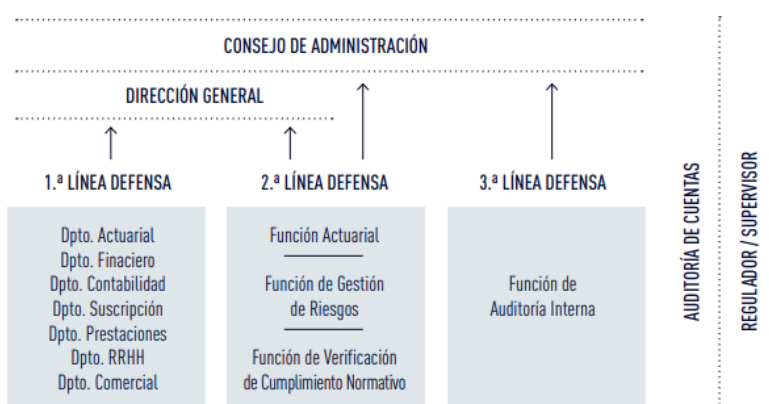 CONSEJO DE ADMINISTRACIÓN
DIRECCIÓN GENERAL
1.ª LÍNEA DEFENSA
Dpto. Actuarial
Dpto. Finaciero
Dpto. Contabilidad
Dpto. Suscripción
Dpto. Prestaciones
Dpto. RRHH
Dpto. Comercial
2.ª LÍNEA DEFENSA
Función Actuarial
Función de Gestión
de Riesgos
Función de Verificación
de Cumplimiento Normativo
3.ª LÍNEA DEFENSA
Función de
Auditoría Interna
AUDITORÍA DE CUENTAS
REGULADOR / SUPERVISOR